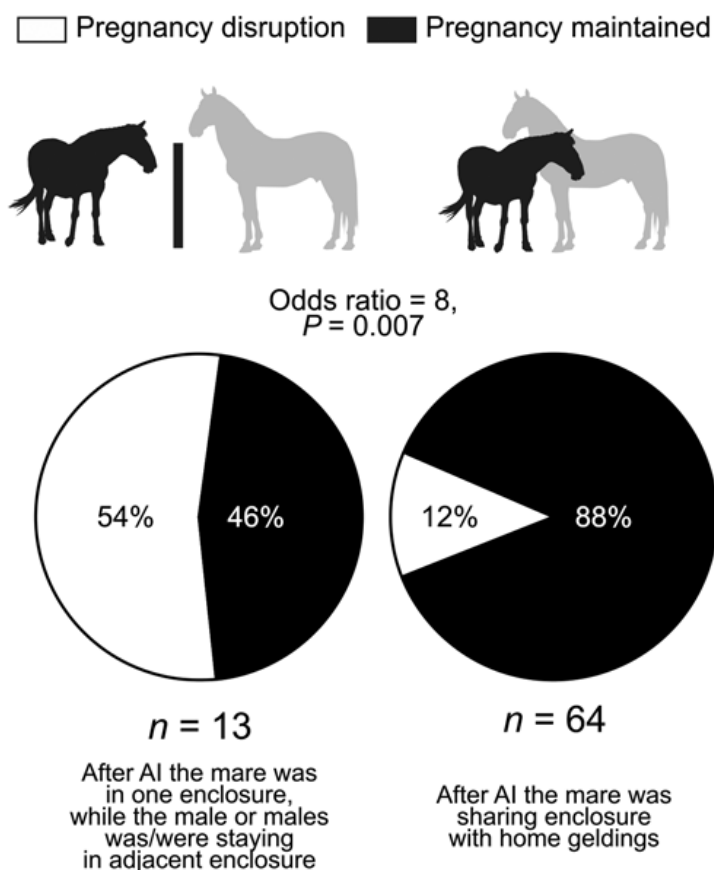 Pregnancy disruption Pregnancy maintained
Odds ratio = 8,
P = 0.007
54% 46%
12% 88%
n = 13
n = 64
After AI the mare was
in one enclosure,
while the male or males
was/were staying
in adjacent enclosure
After AI the mare was
sharing enclosure
with home geldings